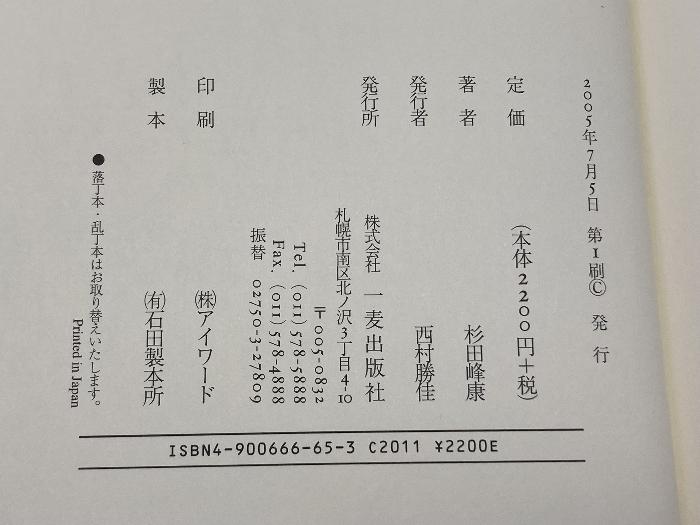 2005年7月5日 第1刷Ⓒ 発行
定価 (本体2200円+税)
著者 杉田峰康
発行者 西村勝佳
発行所 株式会社 一麦出版社
札幌市南区北ノ沢3丁目4-10
〒005-0832
Tel. (011) 578-5888
Fax. (011) 578-4888
振替 02750-3-27809
印刷 ㈱アイワード
製本 ㈲石田製本所
●落丁本・乱丁本はお取り替えいたします。
Printed in Japan
ISBN4-900666-65-3 C2011 ¥2200E